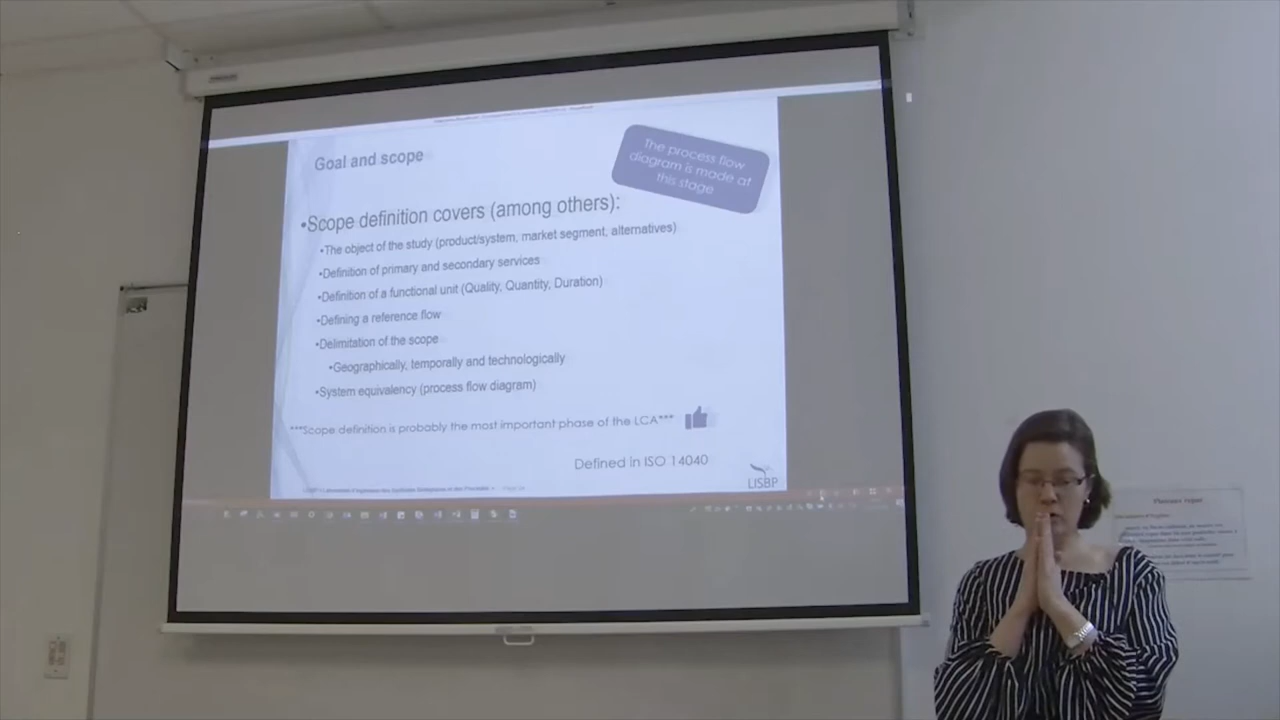 Goal and scope
The process flow
diagram is made at
this stage
•Scope definition covers (among others):
•The object of the study (product/system, market segment, alternatives)
•Definition of primary and secondary services
•Definition of a functional unit (Quality, Quantity, Duration)
•Defining a reference flow
•Delimitation of the scope
•Geographically, temporally and technologically
•System equivalency (process flow diagram)
***Scope definition is probably the most important phase of the LCA***
Defined in ISO 14040
LISBP